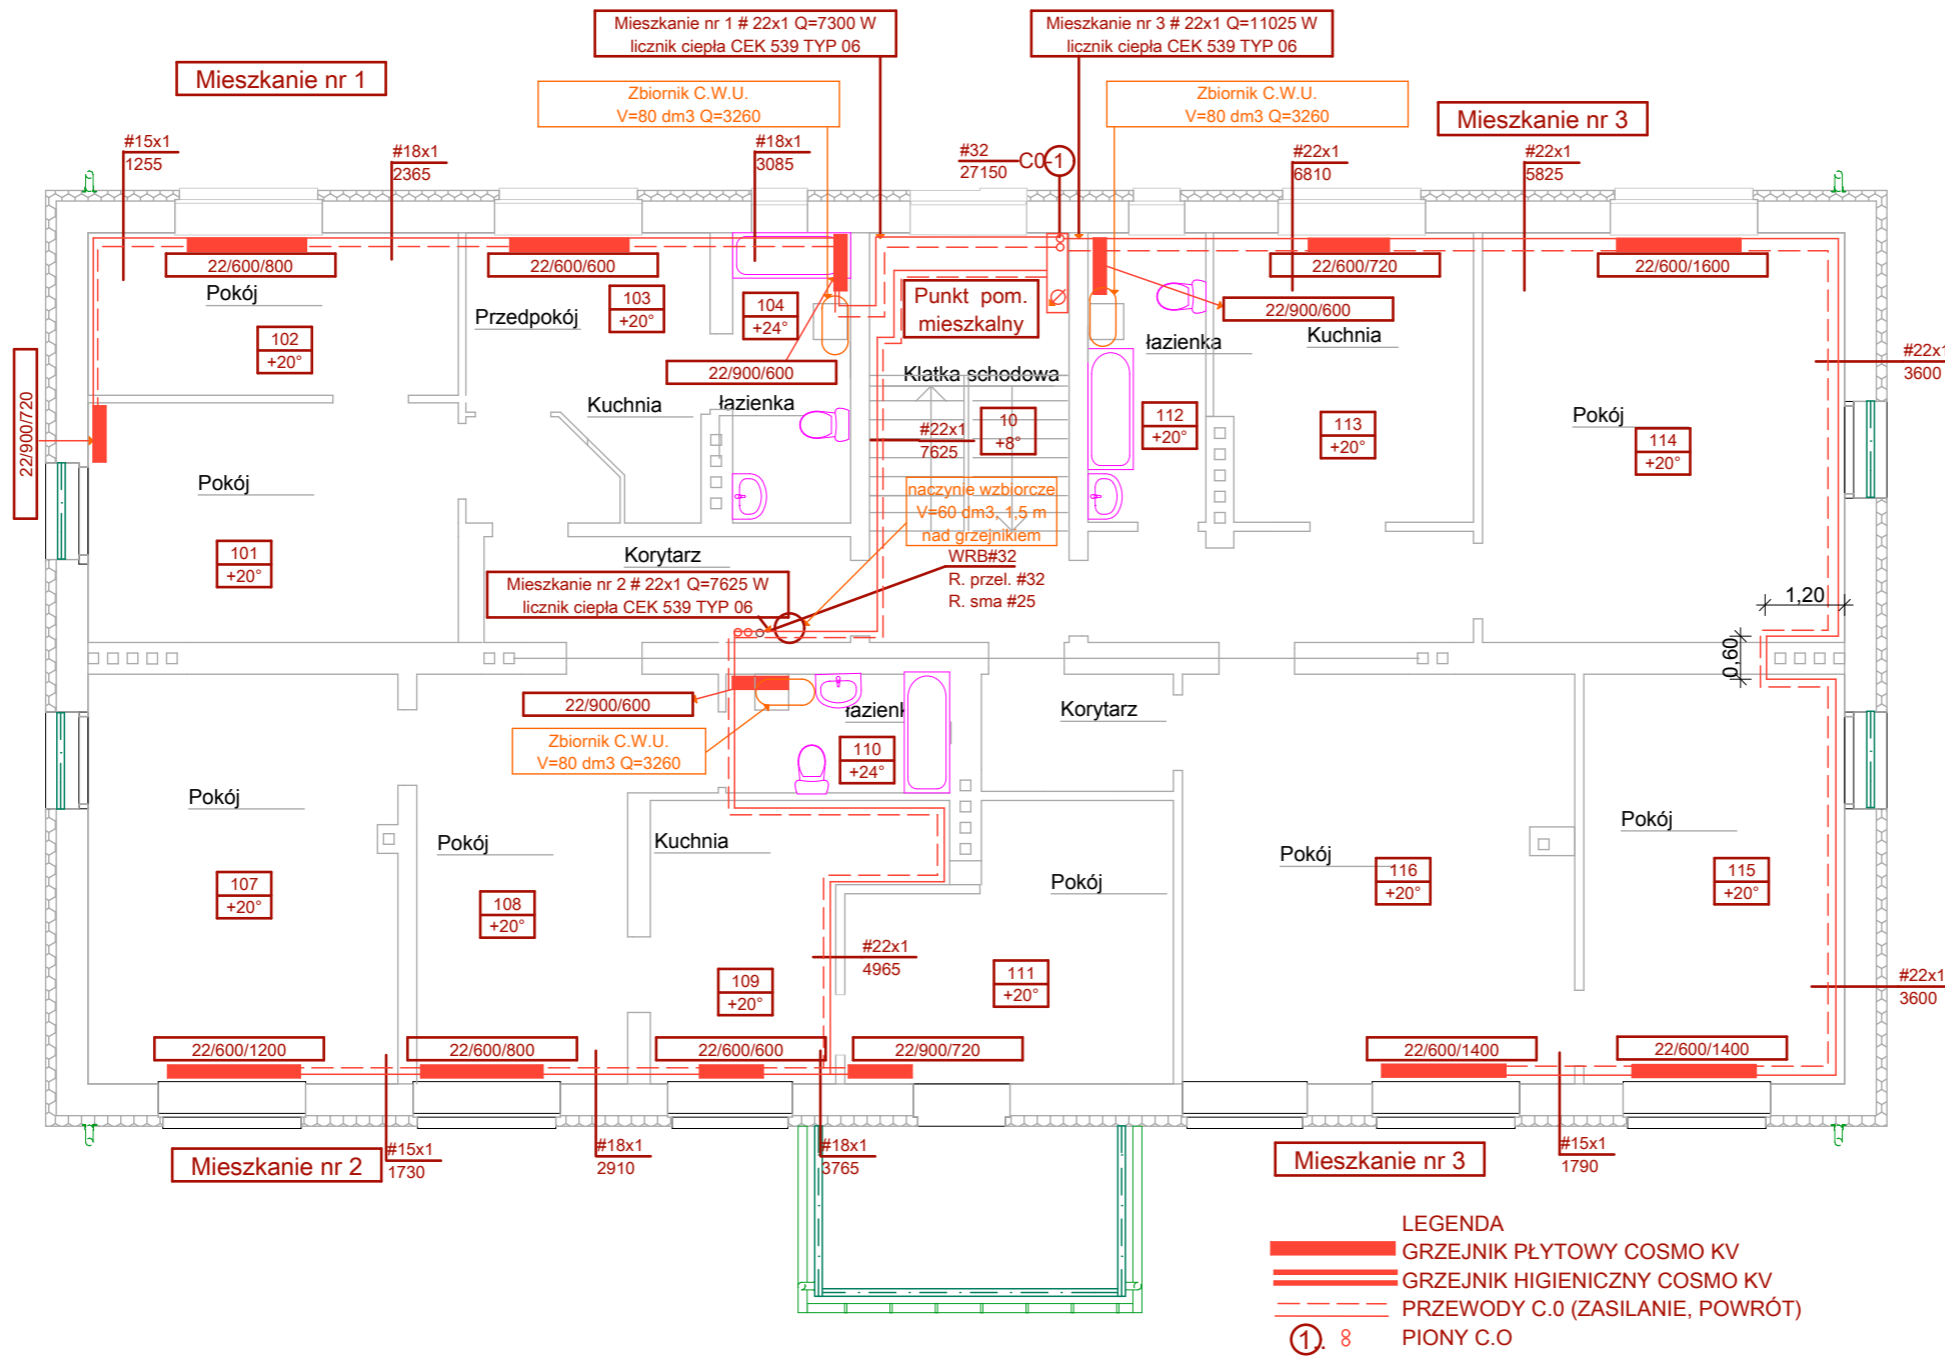 Mieszkanie nr 1 # 22x1 Q=7300 W
licznik ciepła CEK 539 TYP 06
Mieszkanie nr 3 # 22x1 Q=11025 W
licznik ciepła CEK 539 TYP 06
Mieszkanie nr 1
Zbiornik C.W.U.
V=80 dm3 Q=3260
Zbiornik C.W.U.
V=80 dm3 Q=3260
Mieszkanie nr 3
#15x1
1255
#18x1
2365
#18x1
3085
#32
27150
C0-1
#22x1
6810
#22x1
5825
22/600/800
22/600/600
22/600/720
22/600/1600
Pokój
102
+20°
Przedpokój
103
+20°
104
+24°
Punkt pom.
mieszkalny
22/900/600
łazienka
Kuchnia
#22x1
3600
22/900/600
22/900/720
Klatka schodowa
Kuchnia
łazienka
10
+8°
#22x1
7625
112
+20°
113
+20°
Pokój
114
+20°
Pokój
naczynie wzbiorcze
V=60 dm3, 1,5 m
nad grzejnikiem
101
+20°
Korytarz
WRB#32
R. przel. #32
R. sma #25
Mieszkanie nr 2 # 22x1 Q=7625 W
licznik ciepła CEK 539 TYP 06
1,20
0,60
22/900/600
łazienk
Korytarz
Zbiornik C.W.U.
V=80 dm3 Q=3260
110
+24°
Pokój
Pokój
Kuchnia
Pokój
Pokój
Pokój
107
+20°
108
+20°
116
+20°
115
+20°
#22x1
4965
109
+20°
111
+20°
#22x1
3600
22/600/1200
22/600/800
22/600/600
22/900/720
22/600/1400
22/600/1400
Mieszkanie nr 2
#15x1
1730
#18x1
2910
#18x1
3765
Mieszkanie nr 3
#15x1
1790
LEGENDA
GRZEJNIK PŁYTOWY COSMO KV
GRZEJNIK HIGIENICZNY COSMO KV
PRZEWODY C.0 (ZASILANIE, POWRÓT)
1. PIONY C.O